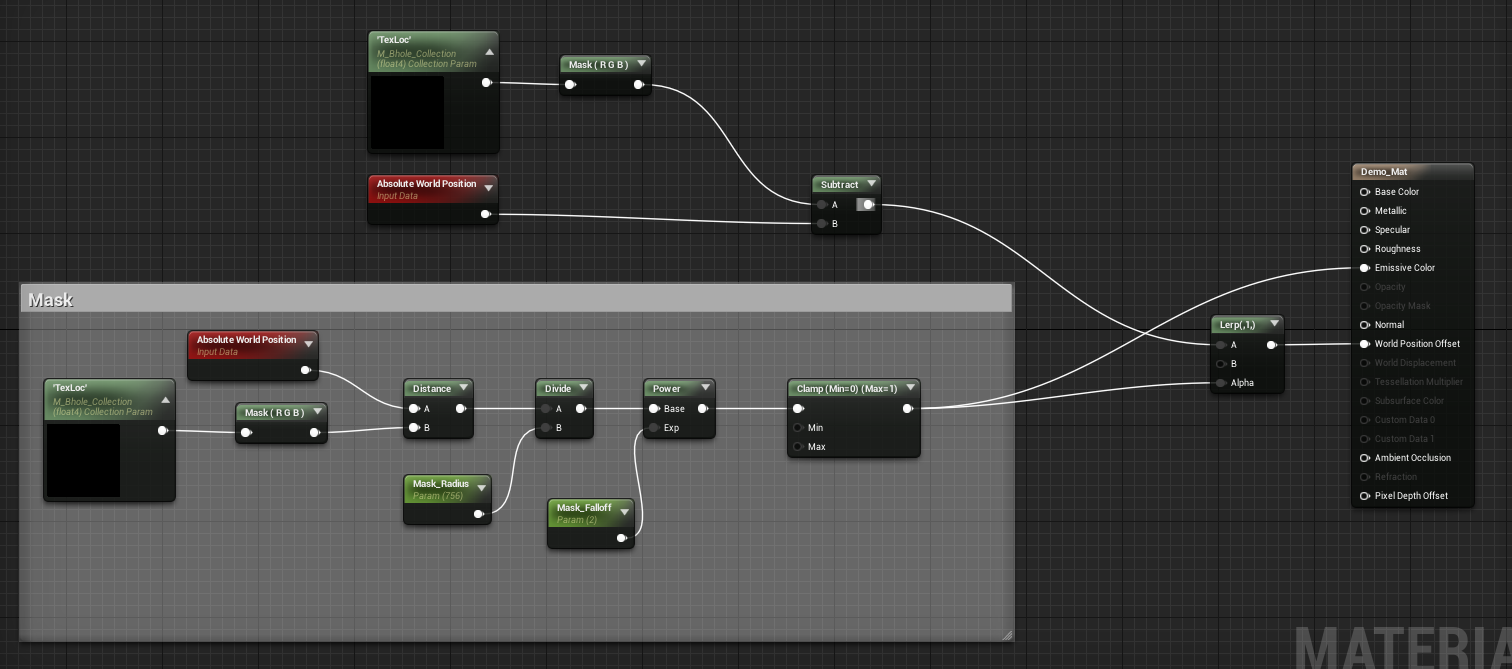 'TexLoc'
M_Bhole_Collection
(float4) Collection Param
Mask ( R G B )
Absolute World Position
Input Data
Subtract
A
B
Demo_Mat
Base Color
Metallic
Specular
Roughness
Emissive Color
Opacity
Opacity Mask
Normal
World Position Offset
World Displacement
Tessellation Multiplier
Subsurface Color
Custom Data 0
Custom Data 1
Ambient Occlusion
Refraction
Pixel Depth Offset
Lerp(,1,)
A
B
Alpha
Mask
Absolute World Position
Input Data
'TexLoc'
M_Bhole_Collection
(float4) Collection Param
Mask ( R G B )
Distance
A
B
Divide
A
B
Power
Base
Exp
Clamp (Min=0) (Max=1)
Min
Max
Mask_Radius
Param (756)
Mask_Falloff
Param (2)